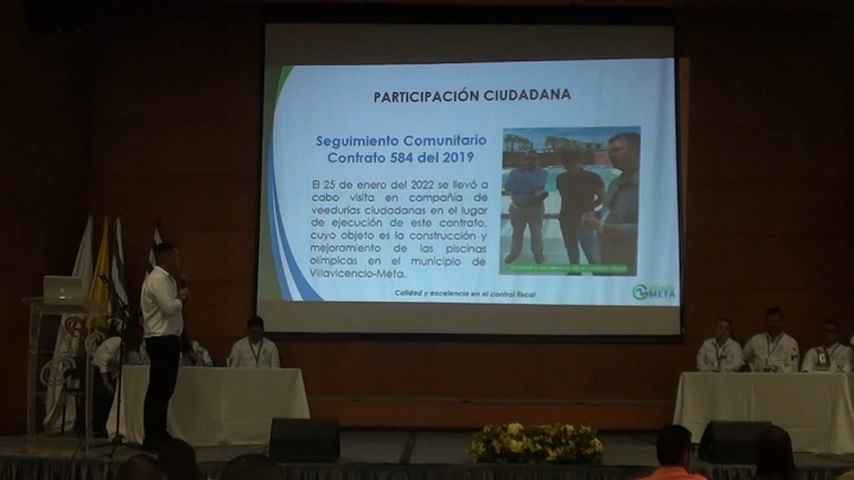 PARTICIPACIÓN CIUDADANA
Seguimiento Comunitario
Contrato 584 del 2019
El 25 de enero del 2022 se llevó a
cabo visita en compañía de
veedurías ciudadanas en el lugar
de ejecución de este contrato,
cuyo objeto es la construcción y
mejoramiento de las piscinas
olímpicas en el municipio de
Villavicencio-Meta.
Calidad y excelencia en el control fiscal
META